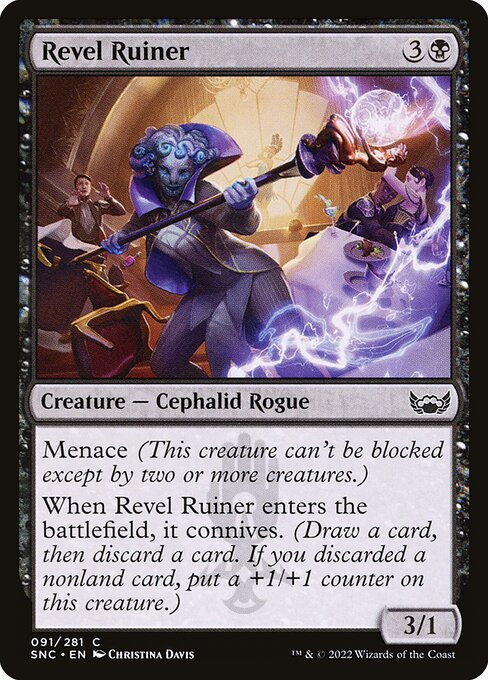 Revel Ruiner 3
Creature — Cephalid Rogue
Menace (This creature can't be blocked
except by two or more creatures.)
When Revel Ruiner enters the
battlefield, it connives. (Draw a card,
then discard a card. If you discarded a
nonland card, put a +1/+1 counter on
this creature.)
3/1
091/281 C
SNC • EN Christina Davis
™ & © 2022 Wizards of the Coast